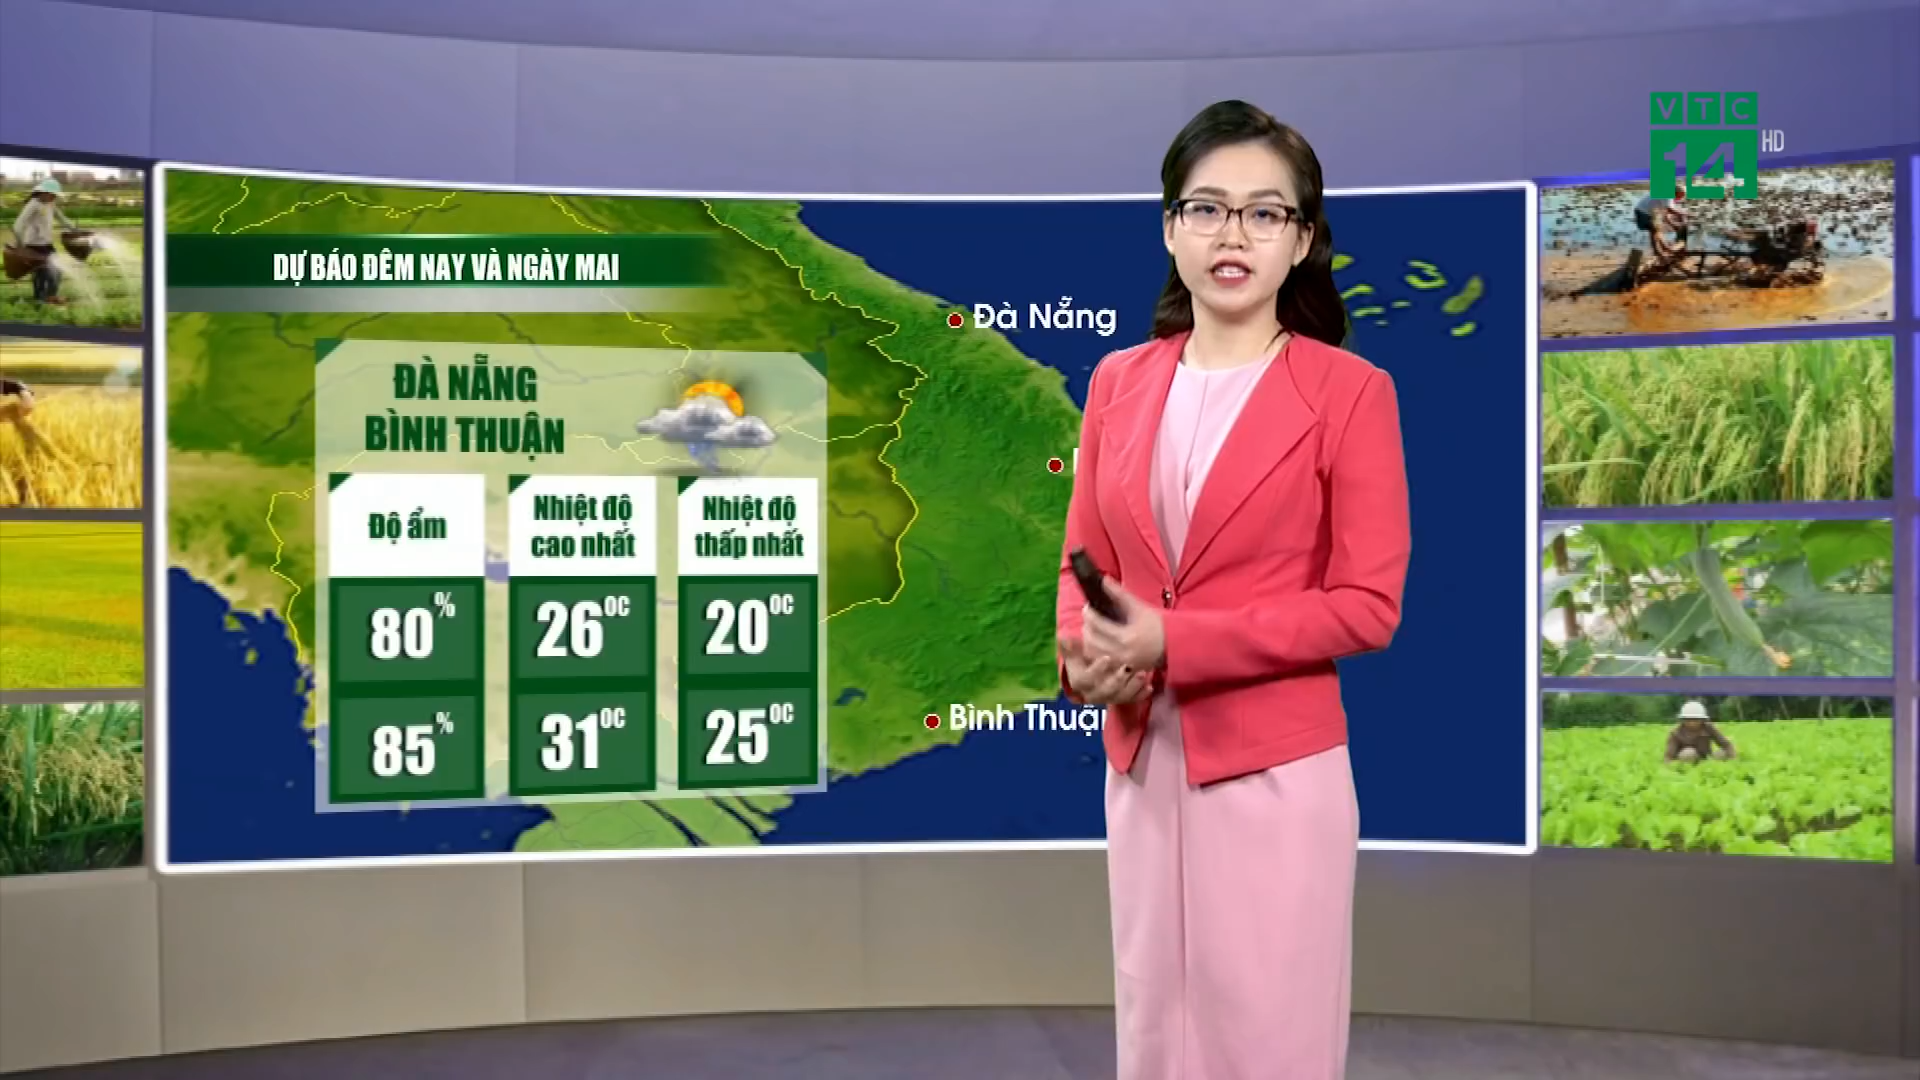 VTC
14
HD
DỰ BÁO ĐÊM NAY VÀ NGÀY MAI
Đà Nẵng
ĐÀ NẴNG
BÌNH THUẬN
Độ ẩm
Nhiệt độ
cao nhất
Nhiệt độ
thấp nhất
80%
26OC
20OC
85%
31OC
25OC
Bình Thuận